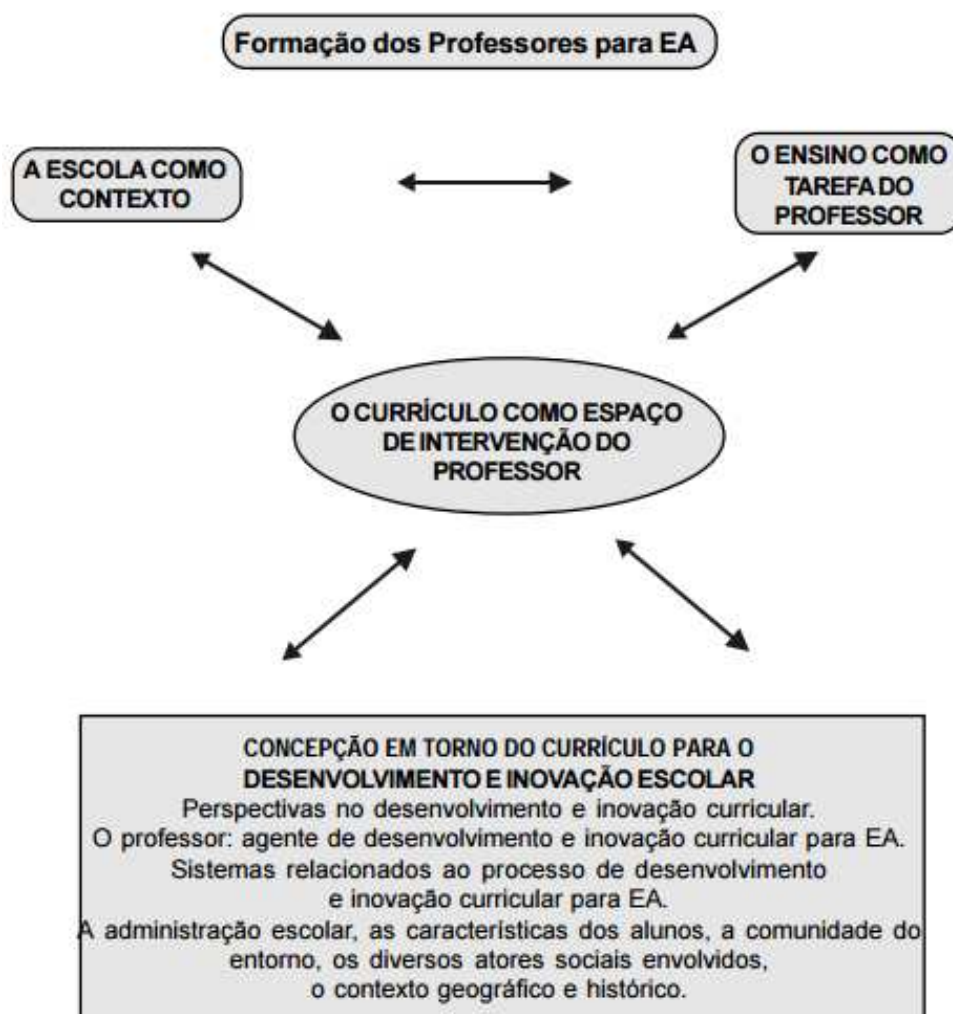 Formação dos Professores para EA
A ESCOLA COMO
CONTEXTO
O ENSINO COMO
TAREFA DO
PROFESSOR
O CURRÍCULO COMO ESPAÇO
DE INTERVENÇÃO DO
PROFESSOR
CONCEPÇÃO EM TORNO DO CURRÍCULO PARA O
DESENVOLVIMENTO E INOVAÇÃO ESCOLAR
Perspectivas no desenvolvimento e inovação curricular.
O professor: agente de desenvolvimento e inovação curricular para EA.
Sistemas relacionados ao processo de desenvolvimento
e inovação curricular para EA.
A administração escolar, as características dos alunos, a comunidade do
entorno, os diversos atores sociais envolvidos,
o contexto geográfico e histórico.